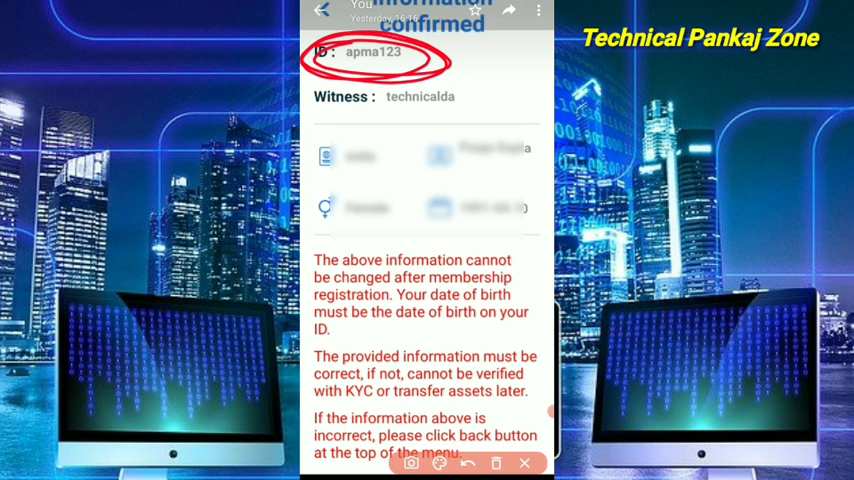 You
information
Yesterday, 16:16
confirmed
Technical Pankaj Zone
ID : apma123
Witness : technicalda
The above information cannot
be changed after membership
registration. Your date of birth
must be the date of birth on your
ID.
The provided information must be
correct, if not, cannot be verified
with KYC or transfer assets later.
If the information above is
incorrect, please click back button
at the top of the menu.